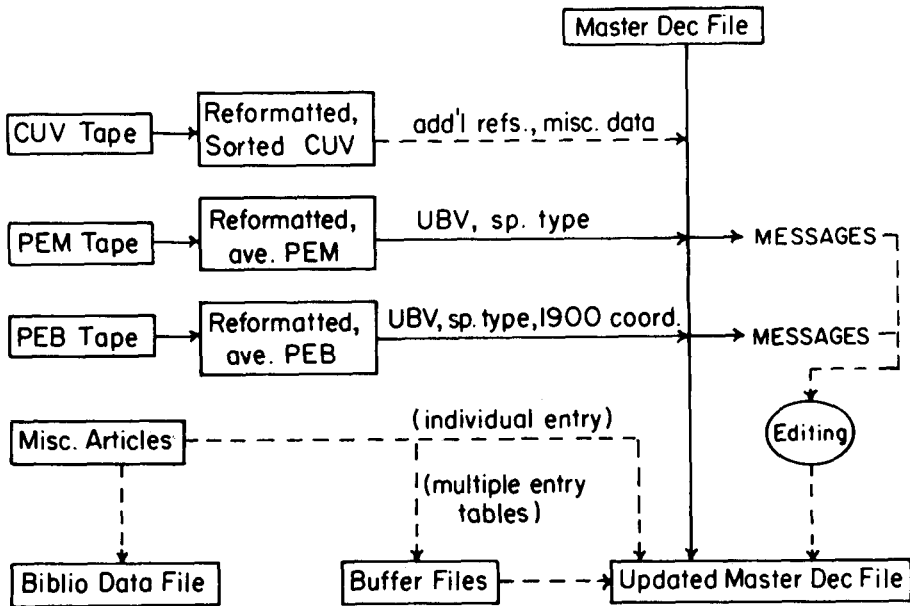 Master Dec File
CUV Tape
Reformatted,
Sorted CUV
add'l refs., misc. data
PEM Tape
Reformatted,
ave. PEM
UBV, sp. type
MESSAGES
PEB Tape
Reformatted,
ave. PEB
UBV, sp. type, 1900 coord.
MESSAGES
Misc. Articles
(individual entry)
(multiple entry
tables)
Editing
Biblio Data File
Buffer Files
Updated Master Dec File